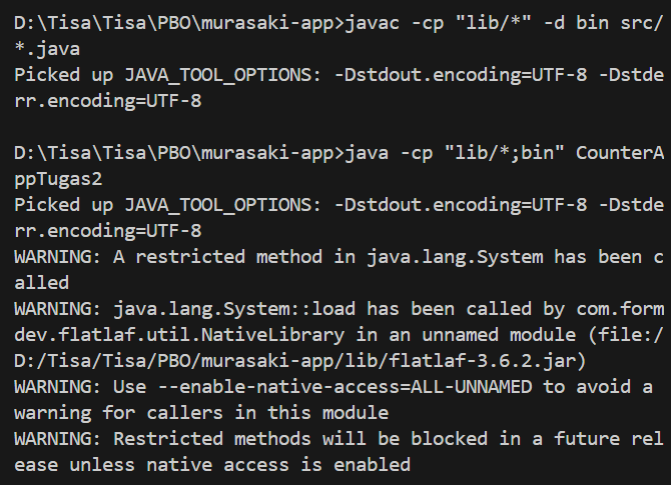 D:\Tisa\Tisa\PBO\murasaki-app>javac -cp "lib/*" -d bin src/
*.java
Picked up JAVA_TOOL_OPTIONS: -Dstdout.encoding=UTF-8 -Dstde
rr.encoding=UTF-8

D:\Tisa\Tisa\PBO\murasaki-app>java -cp "lib/*;bin" CounterA
ppTugas2
Picked up JAVA_TOOL_OPTIONS: -Dstdout.encoding=UTF-8 -Dstde
rr.encoding=UTF-8
WARNING: A restricted method in java.lang.System has been c
alled
WARNING: java.lang.System::load has been called by com.form
dev.flatlaf.util.NativeLibrary in an unnamed module (file:/
D:/Tisa/Tisa/PBO/murasaki-app/lib/flatlaf-3.6.2.jar)
WARNING: Use --enable-native-access=ALL-UNNAMED to avoid a
warning for callers in this module
WARNING: Restricted methods will be blocked in a future rel
ease unless native access is enabled